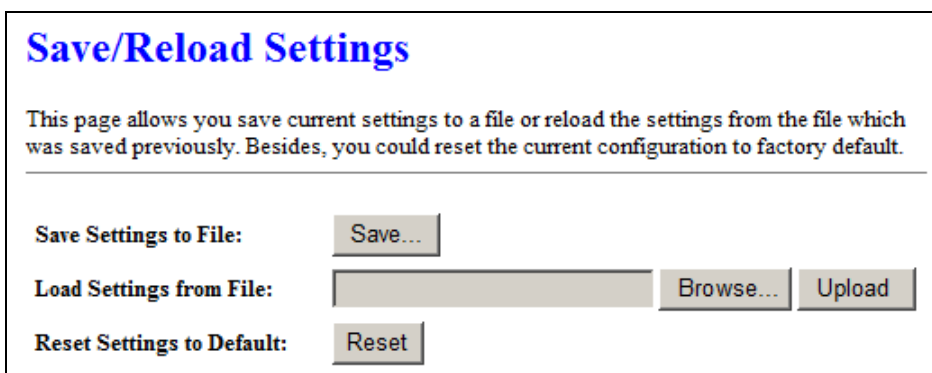 Save/Reload Settings
This page allows you save current settings to a file or reload the settings from the file which
was saved previously. Besides, you could reset the current configuration to factory default.
Save Settings to File: Save...
Load Settings from File: Browse... Upload
Reset Settings to Default: Reset